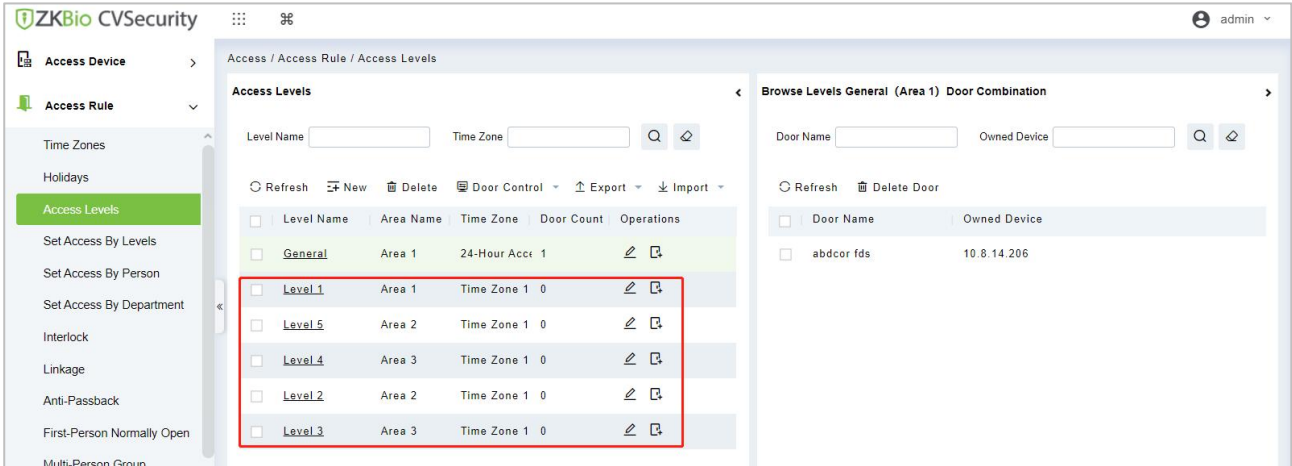 ZKBio CVSecurity
admin
Access Device
Access Rule
Time Zones
Holidays
Access Levels
Set Access By Levels
Set Access By Person
Set Access By Department
Interlock
Linkage
Anti-Passback
First-Person Normally Open
Multi-Person Group
Access / Access Rule / Access Levels
Access Levels
Level Name Time Zone
Refresh New Delete Door Control Export Import
Level Name Area Name Time Zone Door Count Operations
General Area 1 24-Hour Acce 1
Level 1 Area 1 Time Zone 1 0
Level 5 Area 2 Time Zone 1 0
Level 4 Area 3 Time Zone 1 0
Level 2 Area 2 Time Zone 1 0
Level 3 Area 3 Time Zone 1 0
Browse Levels General (Area 1) Door Combination
Door Name Owned Device
Refresh Delete Door
Door Name Owned Device
abdcor fds 10.8.14.206